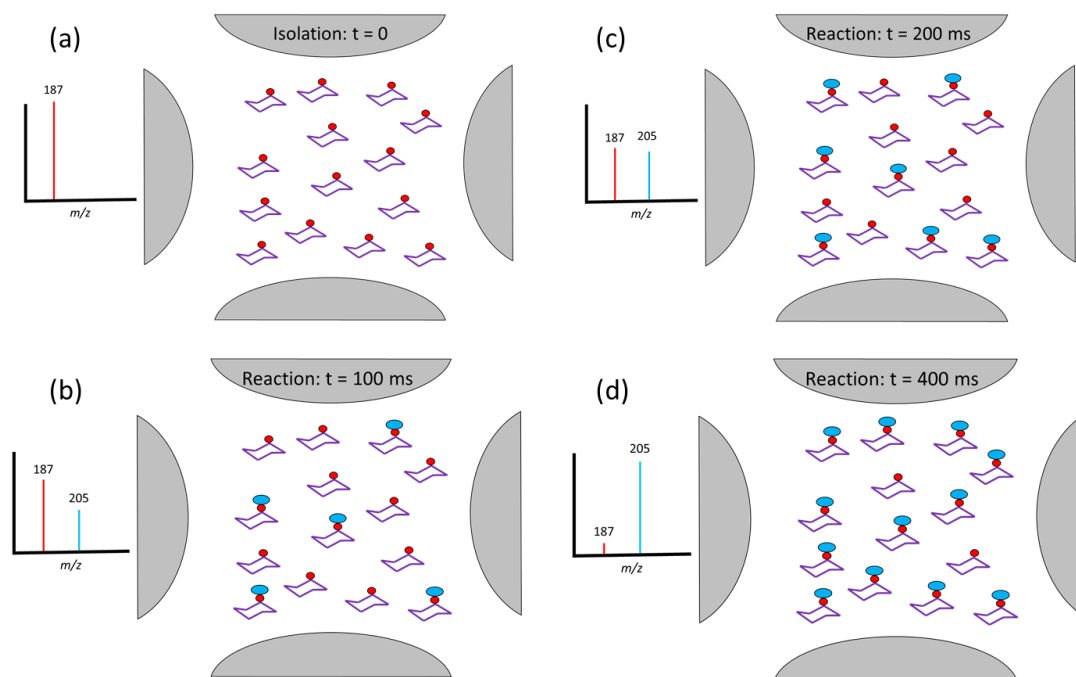 (a)
Isolation: t = 0
187
m/z
(c)
Reaction: t = 200 ms
187
205
m/z
(b)
Reaction: t = 100 ms
187
205
m/z
(d)
Reaction: t = 400 ms
205
187
m/z